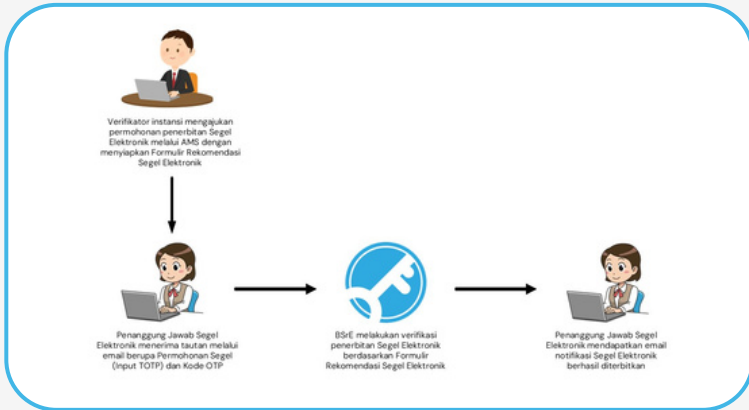 Verifikator instansi mengajukan
permohonan penerbitan Segel
Elektronik melalui AMS dengan
menyiapkan Formulir Rekomendasi
Segel Elektronik
Penanggung Jawab Segel
Elektronik menerima tautan melalui
email berupa Permohonan Segel
(Input TOTP) dan Kode OTP
BSrE melakukan verifikasi
penerbitan Segel Elektronik
berdasarkan Formulir
Rekomendasi Segel Elektronik
Penanggung Jawab Segel
Elektronik mendapatkan email
notifikasi Segel Elektronik
berhasil diterbitkan